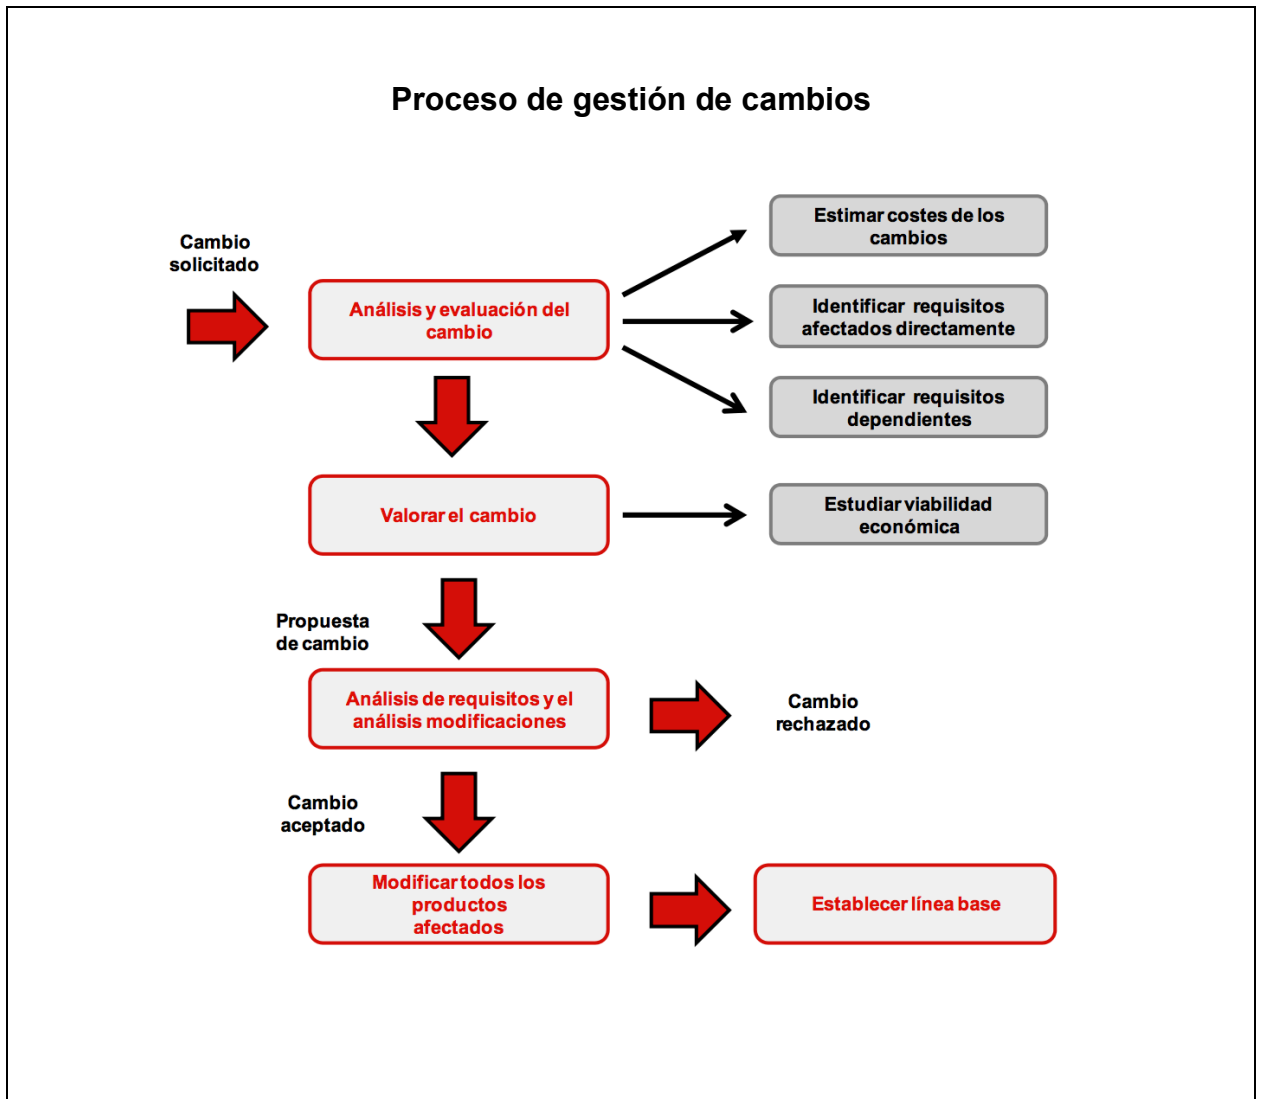 Proceso de gestión de cambios
Cambio
solicitado
Análisis y evaluación del
cambio
Estimar costes de los
cambios
Identificar requisitos
afectados directamente
Identificar requisitos
dependientes
Valorar el cambio
Estudiar viabilidad
económica
Propuesta
de cambio
Análisis de requisitos y el
análisis modificaciones
Cambio
rechazado
Cambio
aceptado
Modificar todos los
productos
afectados
Establecer línea base